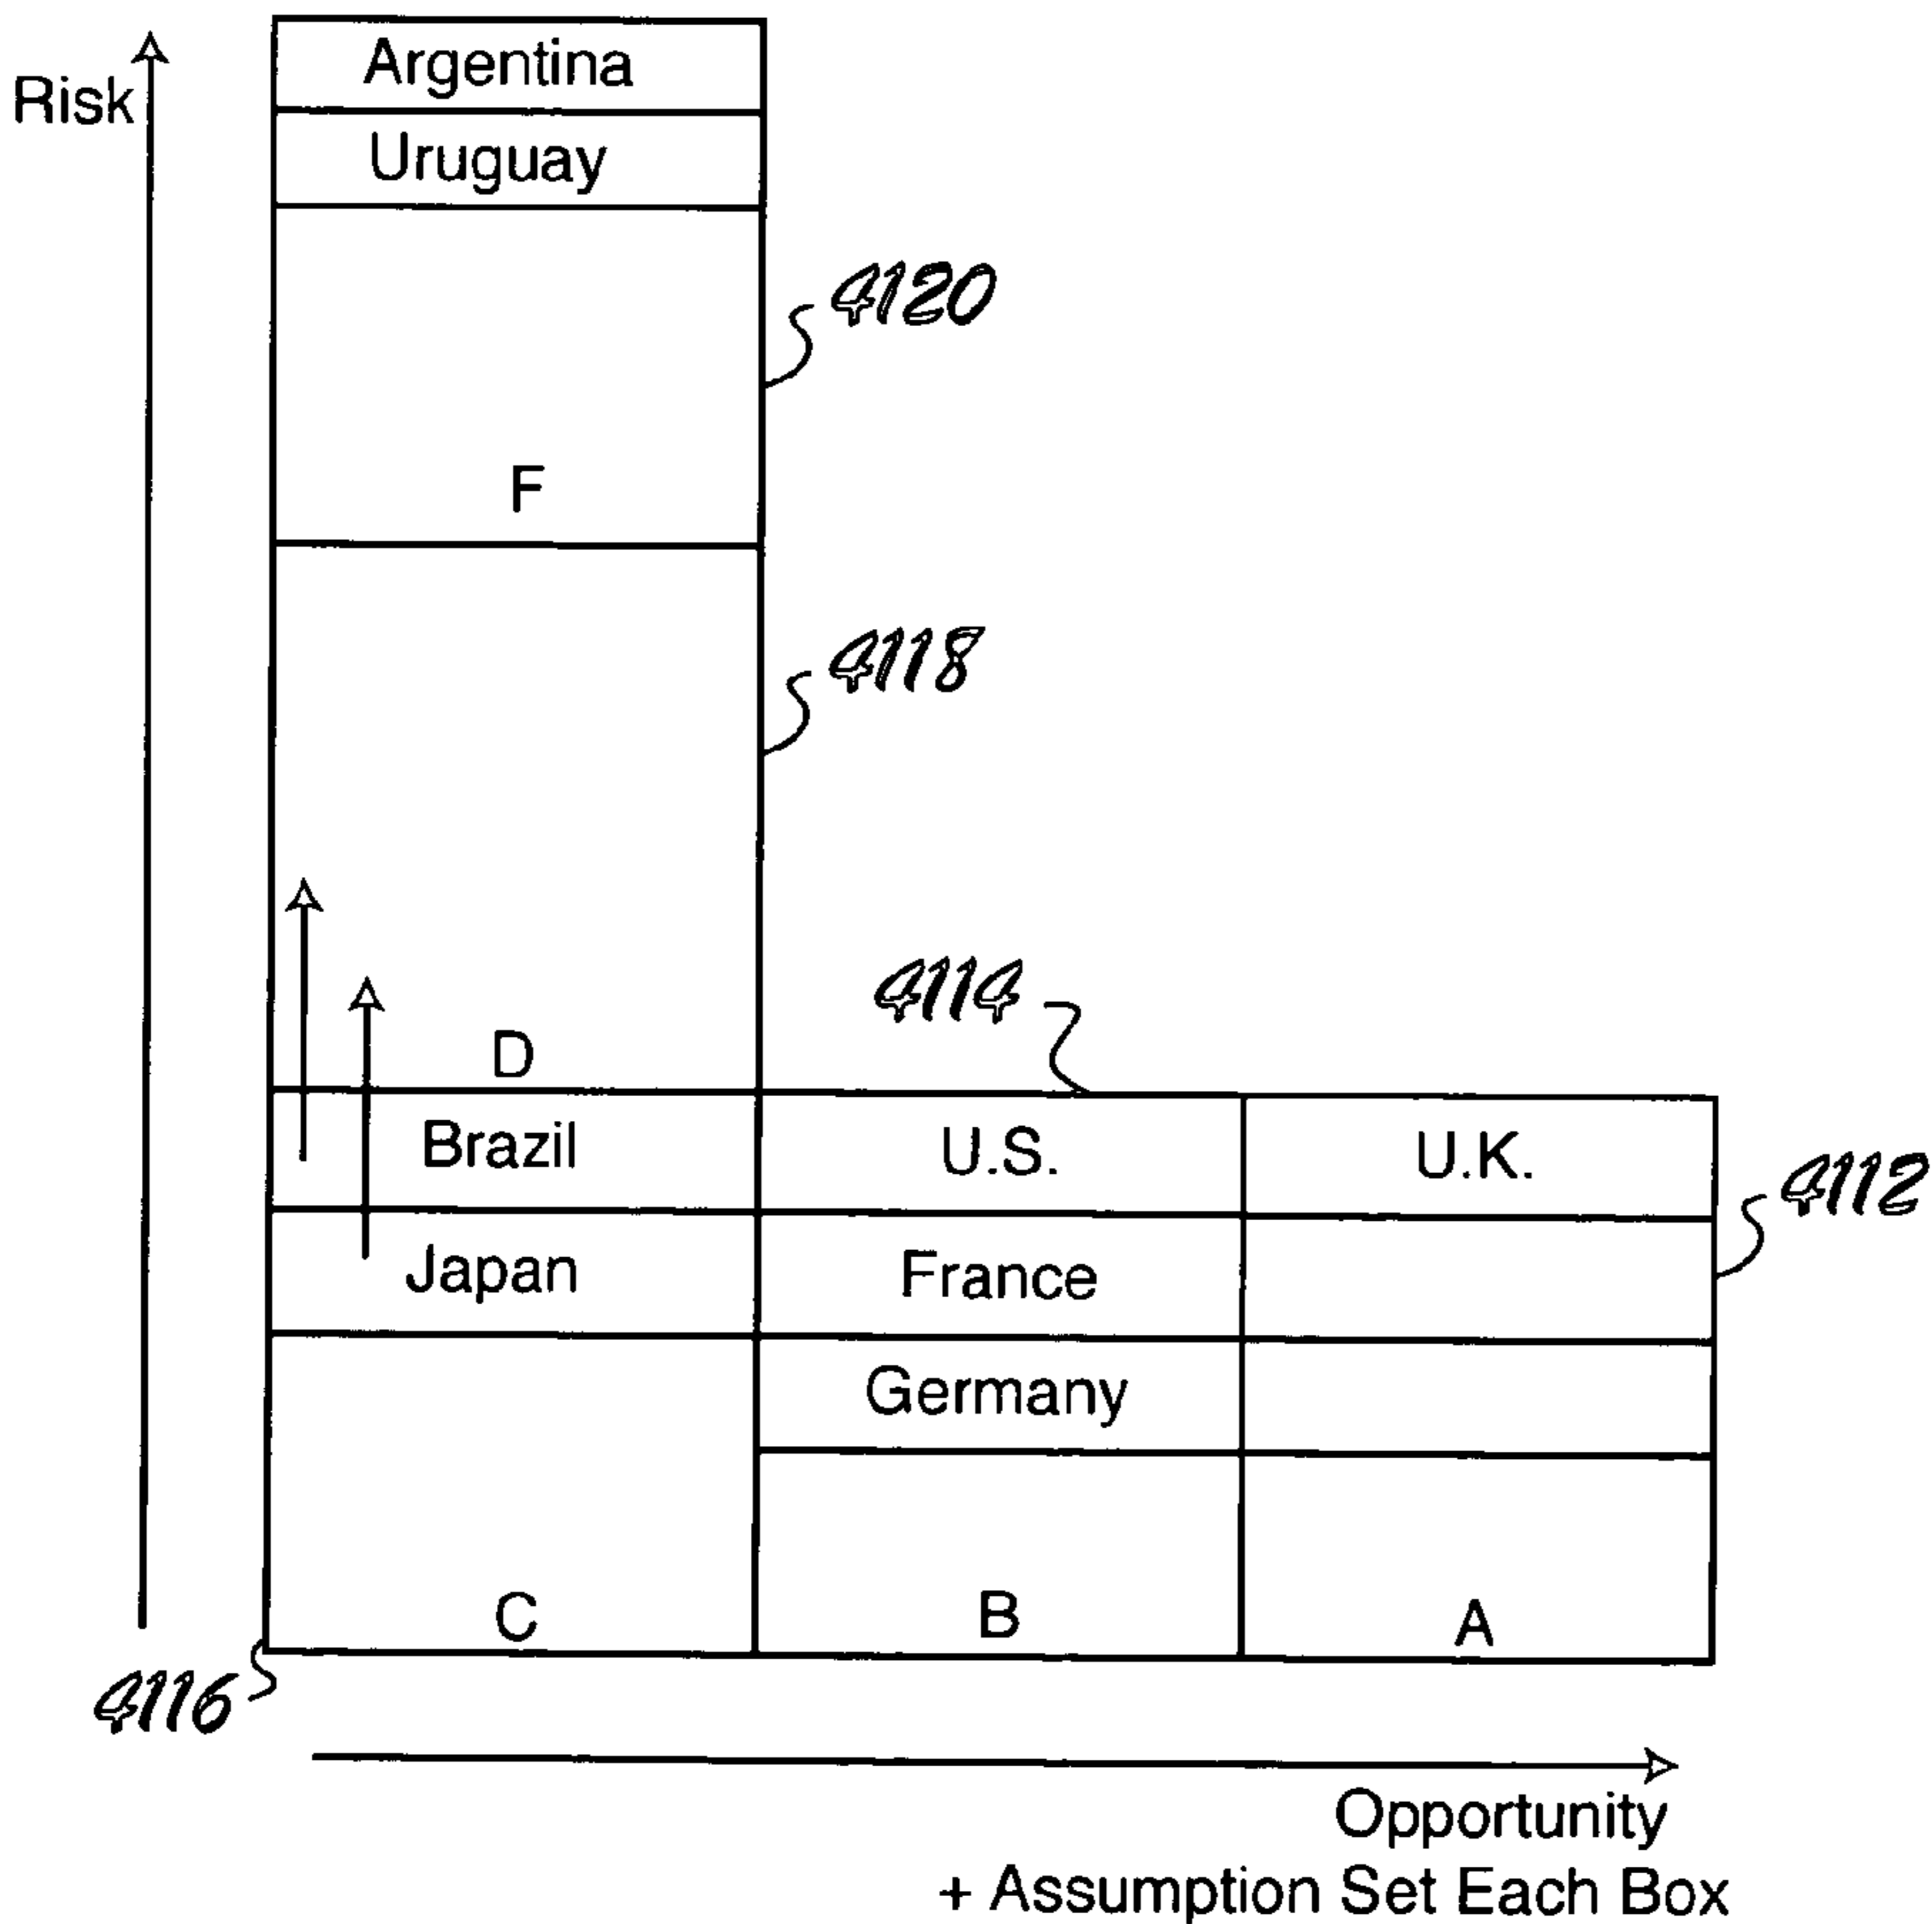 Argentina
Risk
Uruguay
4120
F
4118
4114
D
Brazil U.S. U.K.
4112
Japan France
Germany
C B A
4116
Opportunity
+ Assumption Set Each Box